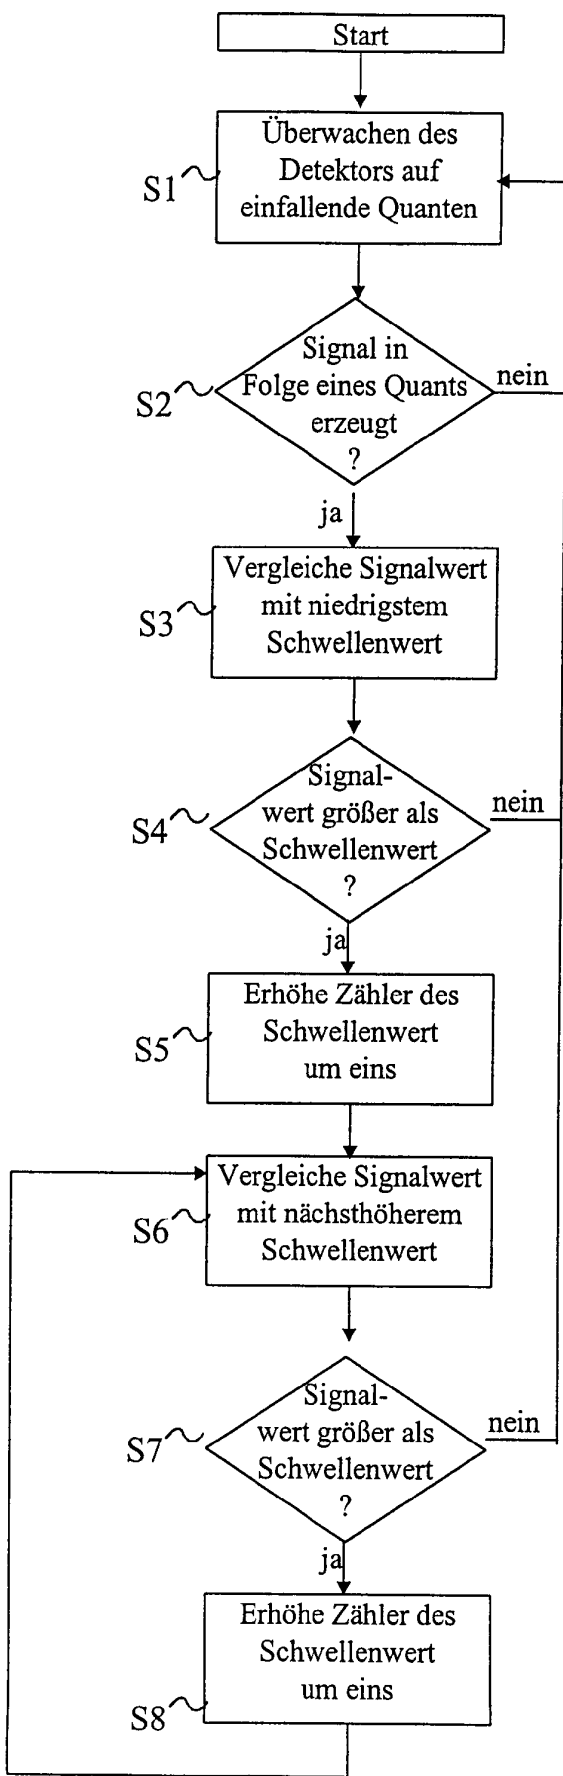 Start
Überwachen des
Detektors auf
einfallende Quanten
S1
Signal in
Folge eines Quants
erzeugt
?
S2
nein
ja
Vergleiche Signalwert
mit niedrigstem
Schwellenwert
S3
Signal-
wert größer als
Schwellenwert
?
S4
nein
ja
Erhöhe Zähler des
Schwellenwert
um eins
S5
Vergleiche Signalwert
mit nächsthöherem
Schwellenwert
S6
Signal-
wert größer als
Schwellenwert
?
S7
nein
ja
Erhöhe Zähler des
Schwellenwert
um eins
S8